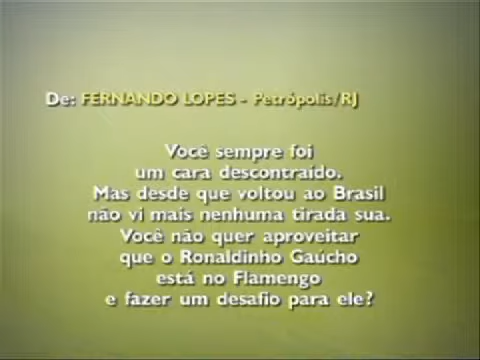 De: FERNANDO LOPES - Petrópolis/RJ
Você sempre foi
um cara descontraído.
Mas desde que voltou ao Brasil
não vi mais nenhuma tirada sua.
Você não quer aproveitar
que o Ronaldinho Gaúcho
está no Flamengo
e fazer um desafio para ele?